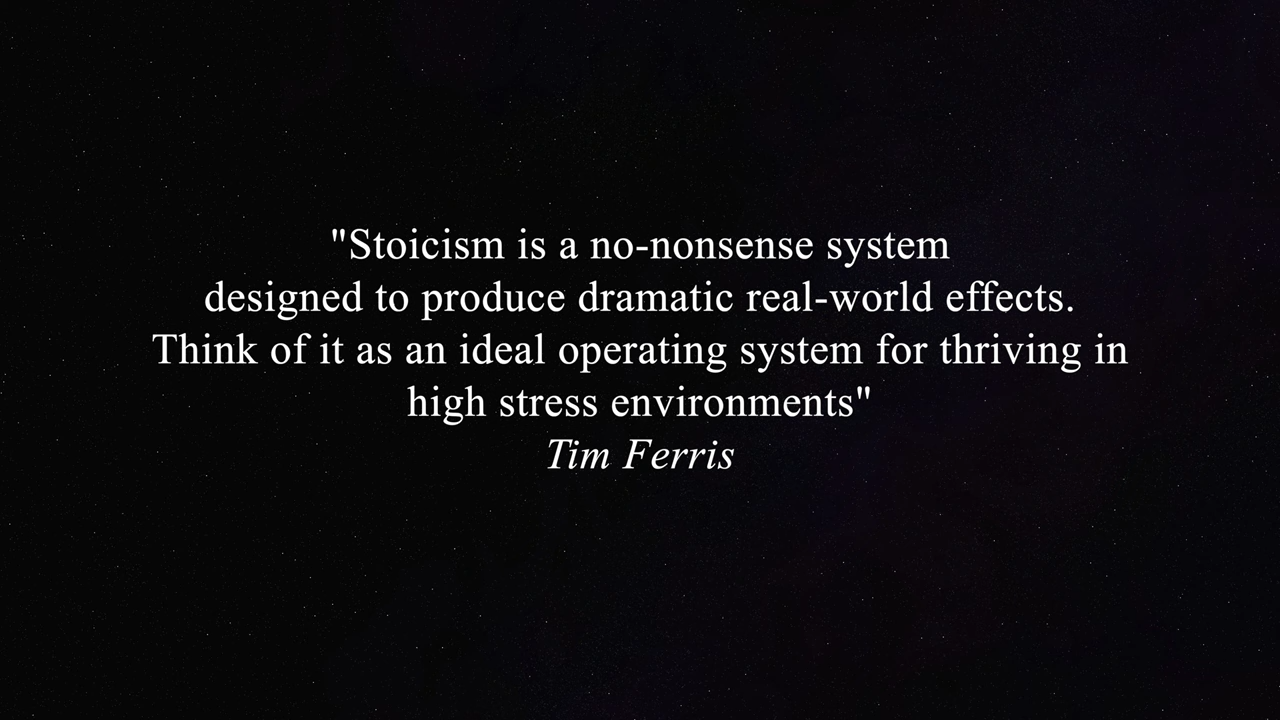 "Stoicism is a no-nonsense system
designed to produce dramatic real-world effects.
Think of it as an ideal operating system for thriving in
high stress environments"
Tim Ferris